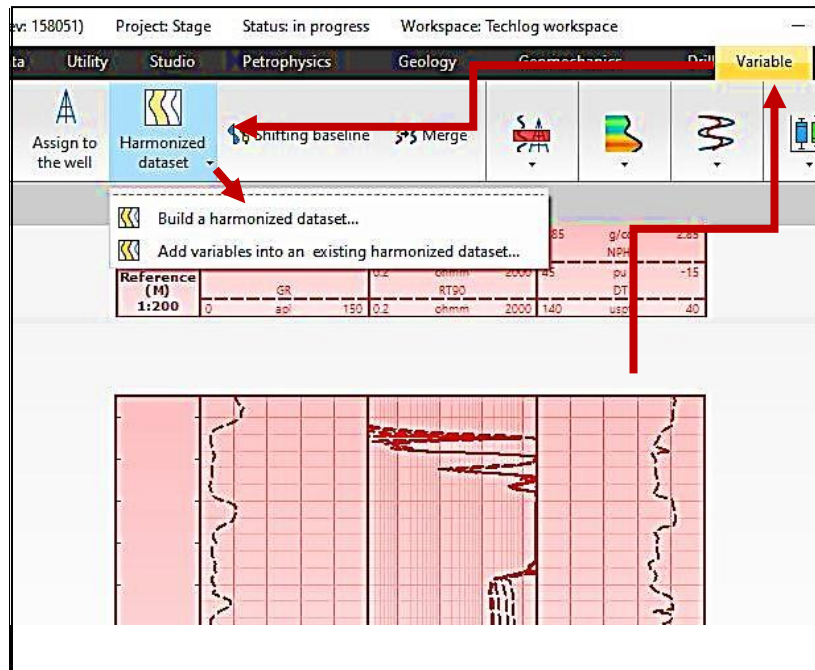 ev: 158051) Project: Stage Status: in progress Workspace: Techlog workspace
ta Utility Studio Petrophysics Geology Geomechanics Drill Variable
Assign to the well
Harmonized dataset
Shifting baseline
Merge
Build a harmonized dataset...
Add variables into an existing harmonized dataset...
85 g/c 2.85
NPH
0.2 ohmm 2000 45 pu -15
Reference
(M) GR RT90 DT
1:200 0 api 150 0.2 ohmm 2000 140 40